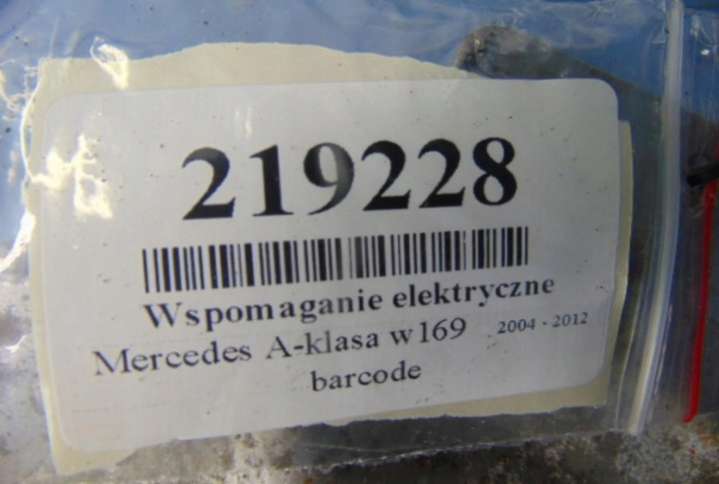 219228
Wspomaganie elektryczne
Mercedes A-klasa w169 2004 - 2012
barcode